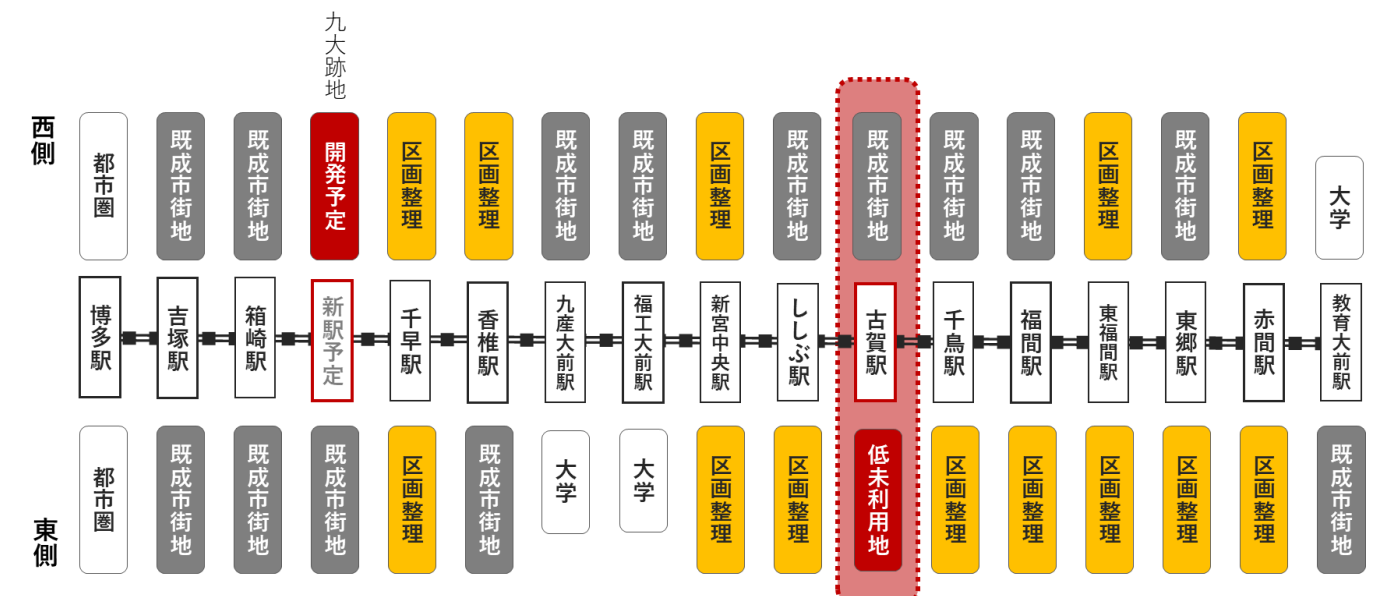 九大跡地
西側
都市圏
既成市街地
既成市街地
開発予定
区画整理
区画整理
既成市街地
既成市街地
区画整理
既成市街地
既成市街地
既成市街地
既成市街地
区画整理
既成市街地
区画整理
大学
博多駅
吉塚駅
箱崎駅
新駅予定
千早駅
香椎駅
九産大前駅
福工大前駅
新宮中央駅
ししぶ駅
古賀駅
千鳥駅
福間駅
東福間駅
東郷駅
赤間駅
教育大前駅
東側
都市圏
既成市街地
既成市街地
既成市街地
区画整理
既成市街地
大学
大学
区画整理
区画整理
低未利用地
区画整理
区画整理
区画整理
区画整理
区画整理
既成市街地